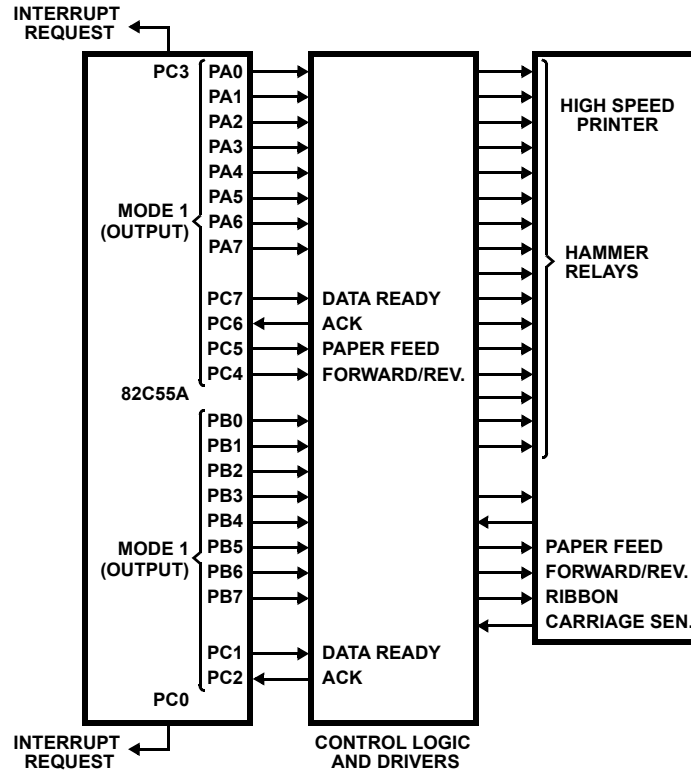 INTERRUPT
REQUEST
PC3
PA0
PA1
PA2
PA3
PA4
PA5
PA6
PA7
MODE 1
(OUTPUT)
PC7
PC6
PC5
PC4
82C55A
PB0
PB1
PB2
PB3
PB4
PB5
PB6
PB7
MODE 1
(OUTPUT)
PC1
PC2
PC0
INTERRUPT
REQUEST
DATA READY
ACK
PAPER FEED
FORWARD/REV.
DATA READY
ACK
CONTROL LOGIC
AND DRIVERS
HIGH SPEED
PRINTER
HAMMER
RELAYS
PAPER FEED
FORWARD/REV.
RIBBON
CARRIAGE SEN.